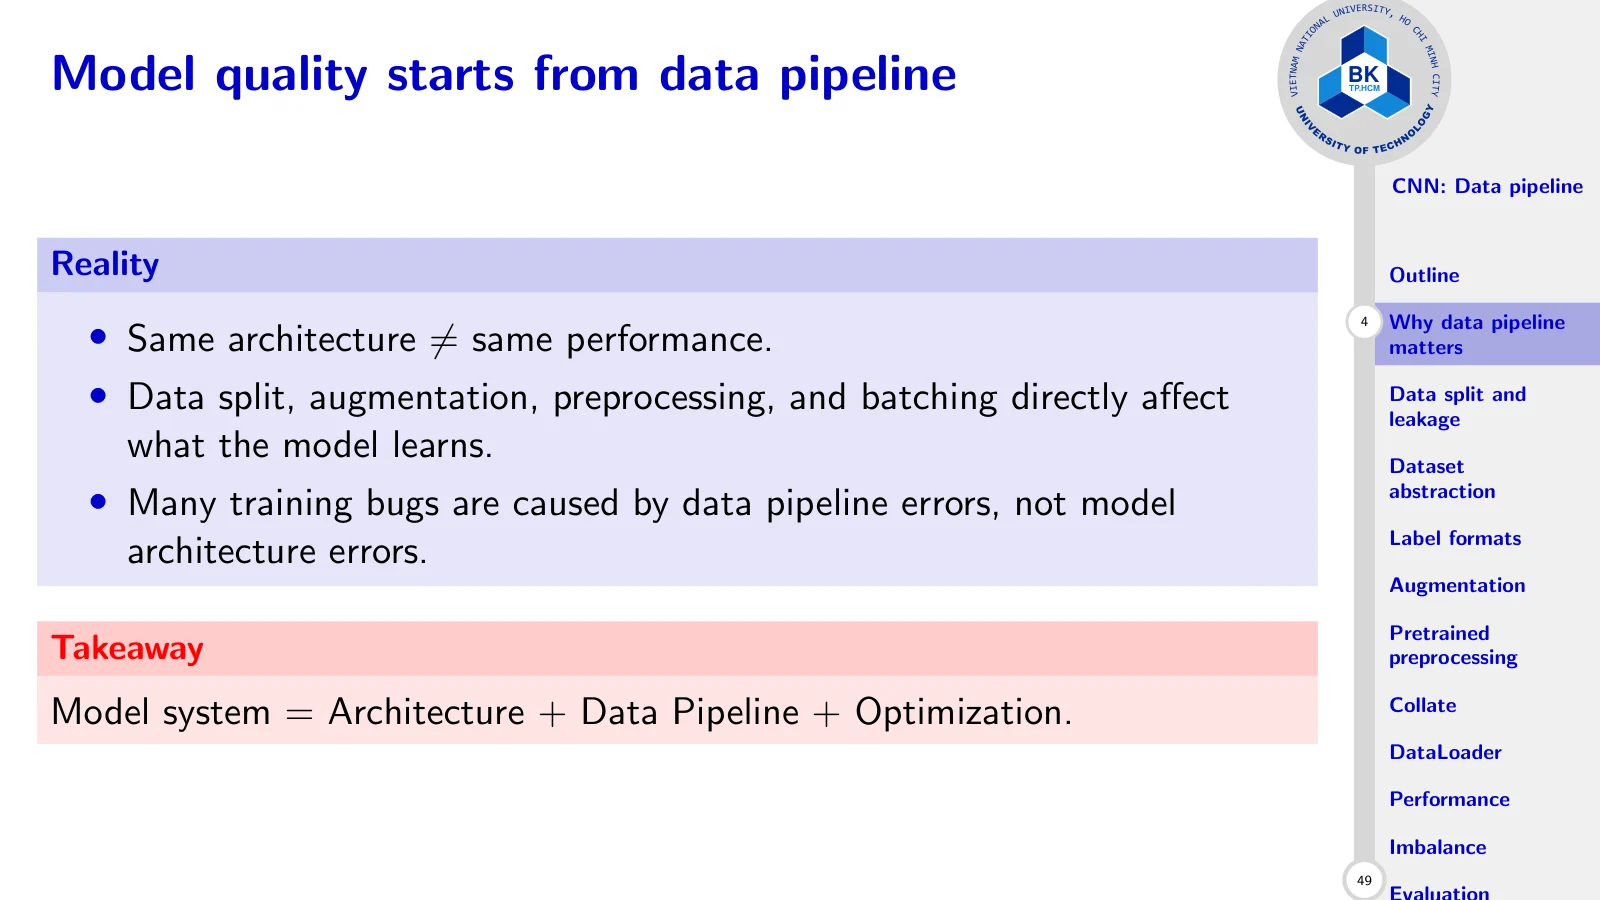 Model quality starts from data pipeline
Reality
• Same architecture ≠ same performance.
• Data split, augmentation, preprocessing, and batching directly affect
what the model learns.
• Many training bugs are caused by data pipeline errors, not model
architecture errors.
Takeaway
Model system = Architecture + Data Pipeline + Optimization.
VIETNAM NATIONAL UNIVERSITY, HO CHI MINH CITY
BK
TP.HCM
UNIVERSITY OF TECHNOLOGY
CNN: Data pipeline
Outline
4
Why data pipeline
matters
Data split and
leakage
Dataset
abstraction
Label formats
Augmentation
Pretrained
preprocessing
Collate
DataLoader
Performance
Imbalance
49
Evaluation